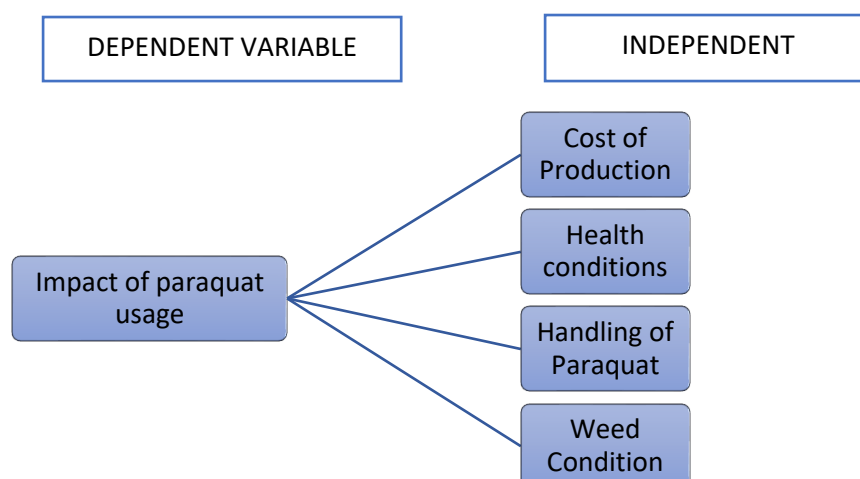 DEPENDENT VARIABLE
INDEPENDENT
Cost of
Production
Health
conditions
Impact of paraquat
usage
Handling of
Paraquat
Weed
Condition